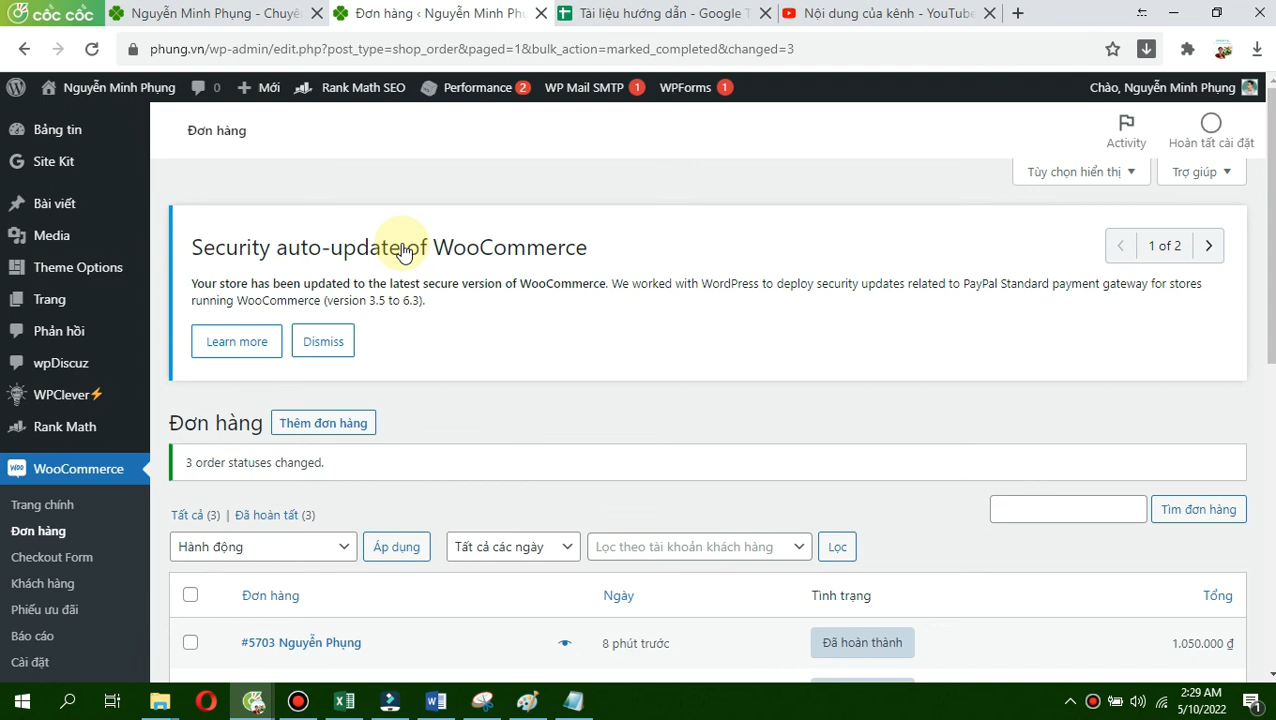 cốc cốc
Nguyễn Minh Phụng - Chuyê
Đơn hàng ‹ Nguyễn Minh Phụ
Tài liệu hướng dẫn - Google T
Nội dung của kênh - YouTube
phung.vn/wp-admin/edit.php?post_type=shop_order&paged=1&bulk_action=marked_completed&changed=3
Nguyễn Minh Phụng
0
Mới
Rank Math SEO
Performance 2
WP Mail SMTP 1
WPForms 1
Chào, Nguyễn Minh Phụng
Bảng tin
Site Kit
Bài viết
Media
Theme Options
Trang
Phản hồi
wpDiscuz
WPClever⚡
Rank Math
WooCommerce
Trang chính
Đơn hàng
Checkout Form
Khách hàng
Phiếu ưu đãi
Báo cáo
Cài đặt
Đơn hàng
Activity
Hoàn tất cài đặt
Tùy chọn hiển thị
Trợ giúp
Security auto-update of WooCommerce
1 of 2
Your store has been updated to the latest secure version of WooCommerce. We worked with WordPress to deploy security updates related to PayPal Standard payment gateway for stores
running WooCommerce (version 3.5 to 6.3).
Learn more
Dismiss
Đơn hàng
Thêm đơn hàng
3 order statuses changed.
Tất cả (3) | Đã hoàn tất (3)
Tìm đơn hàng
Hành động
Áp dụng
Tất cả các ngày
Lọc theo tài khoản khách hàng
Lọc
Đơn hàng
Ngày
Tình trạng
Tổng
#5703 Nguyễn Phụng
8 phút trước
Đã hoàn thành
1.050.000 ₫
2:29 AM
5/10/2022
1